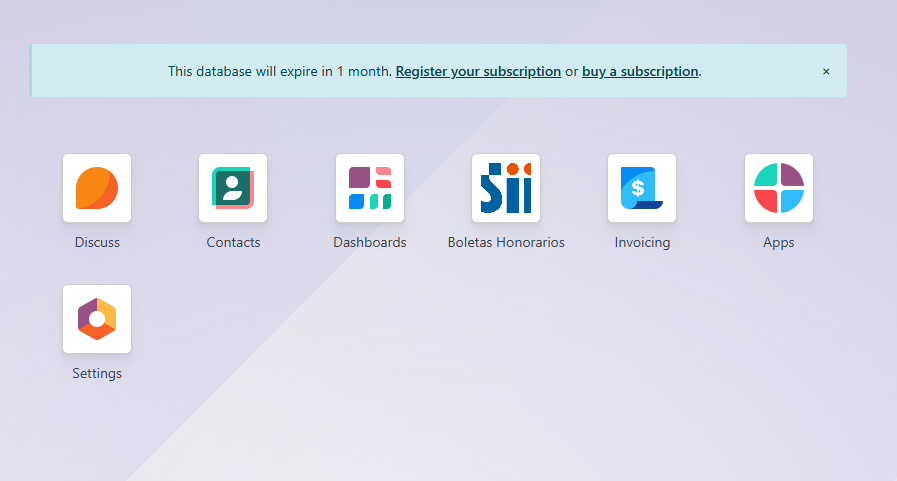 This database will expire in 1 month. Register your subscription or buy a subscription.
×
Sii
$
Discuss
Contacts
Dashboards
Boletas Honorarios
Invoicing
Apps
Settings